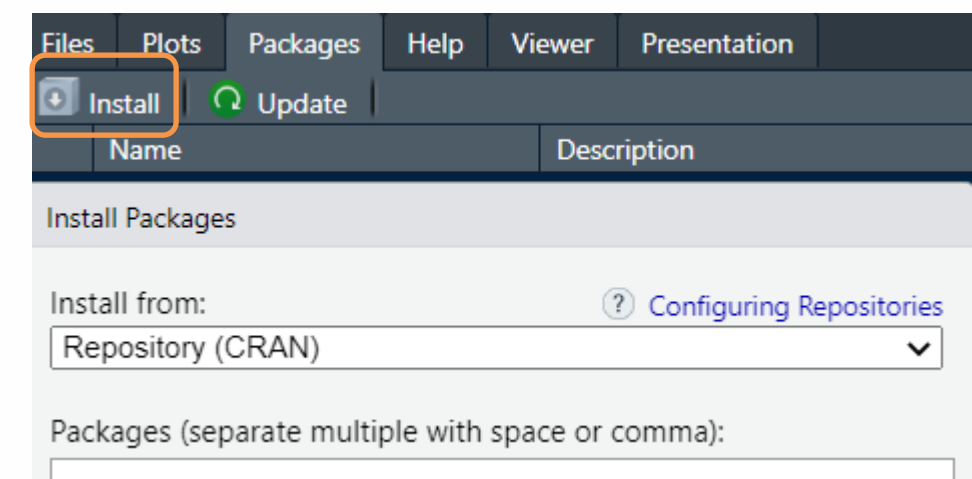 Files Plots Packages Help Viewer Presentation
Install Update
Name Description
Install Packages
Install from: ? Configuring Repositories
Repository (CRAN)
Packages (separate multiple with space or comma):